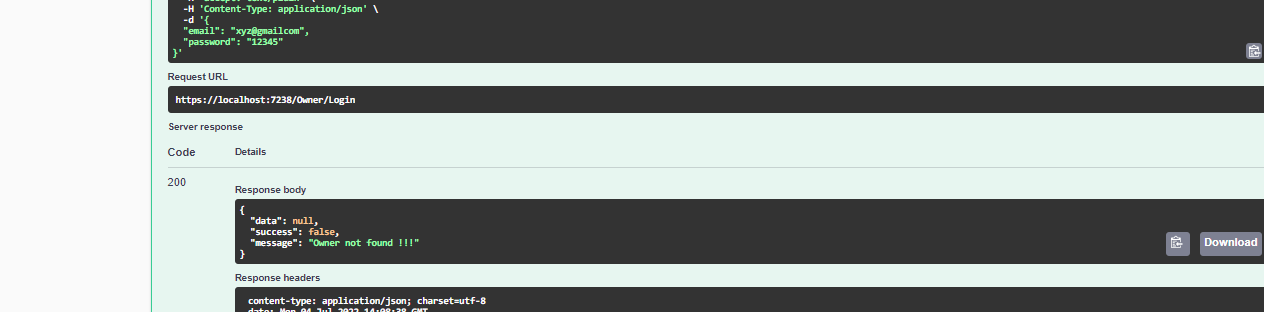 -H 'Content-Type: application/json' \
-d '{
"email": "xyz@gmailcom",
"password": "12345"
}'
Request URL
https://localhost:7238/Owner/Login
Server response
Code Details
200
Response body
{
"data": null,
"success": false,
"message": "Owner not found !!!"
}
Download
Response headers
content-type: application/json; charset=utf-8
date: Mon 04 Jul 2022 14:08:38 GMT